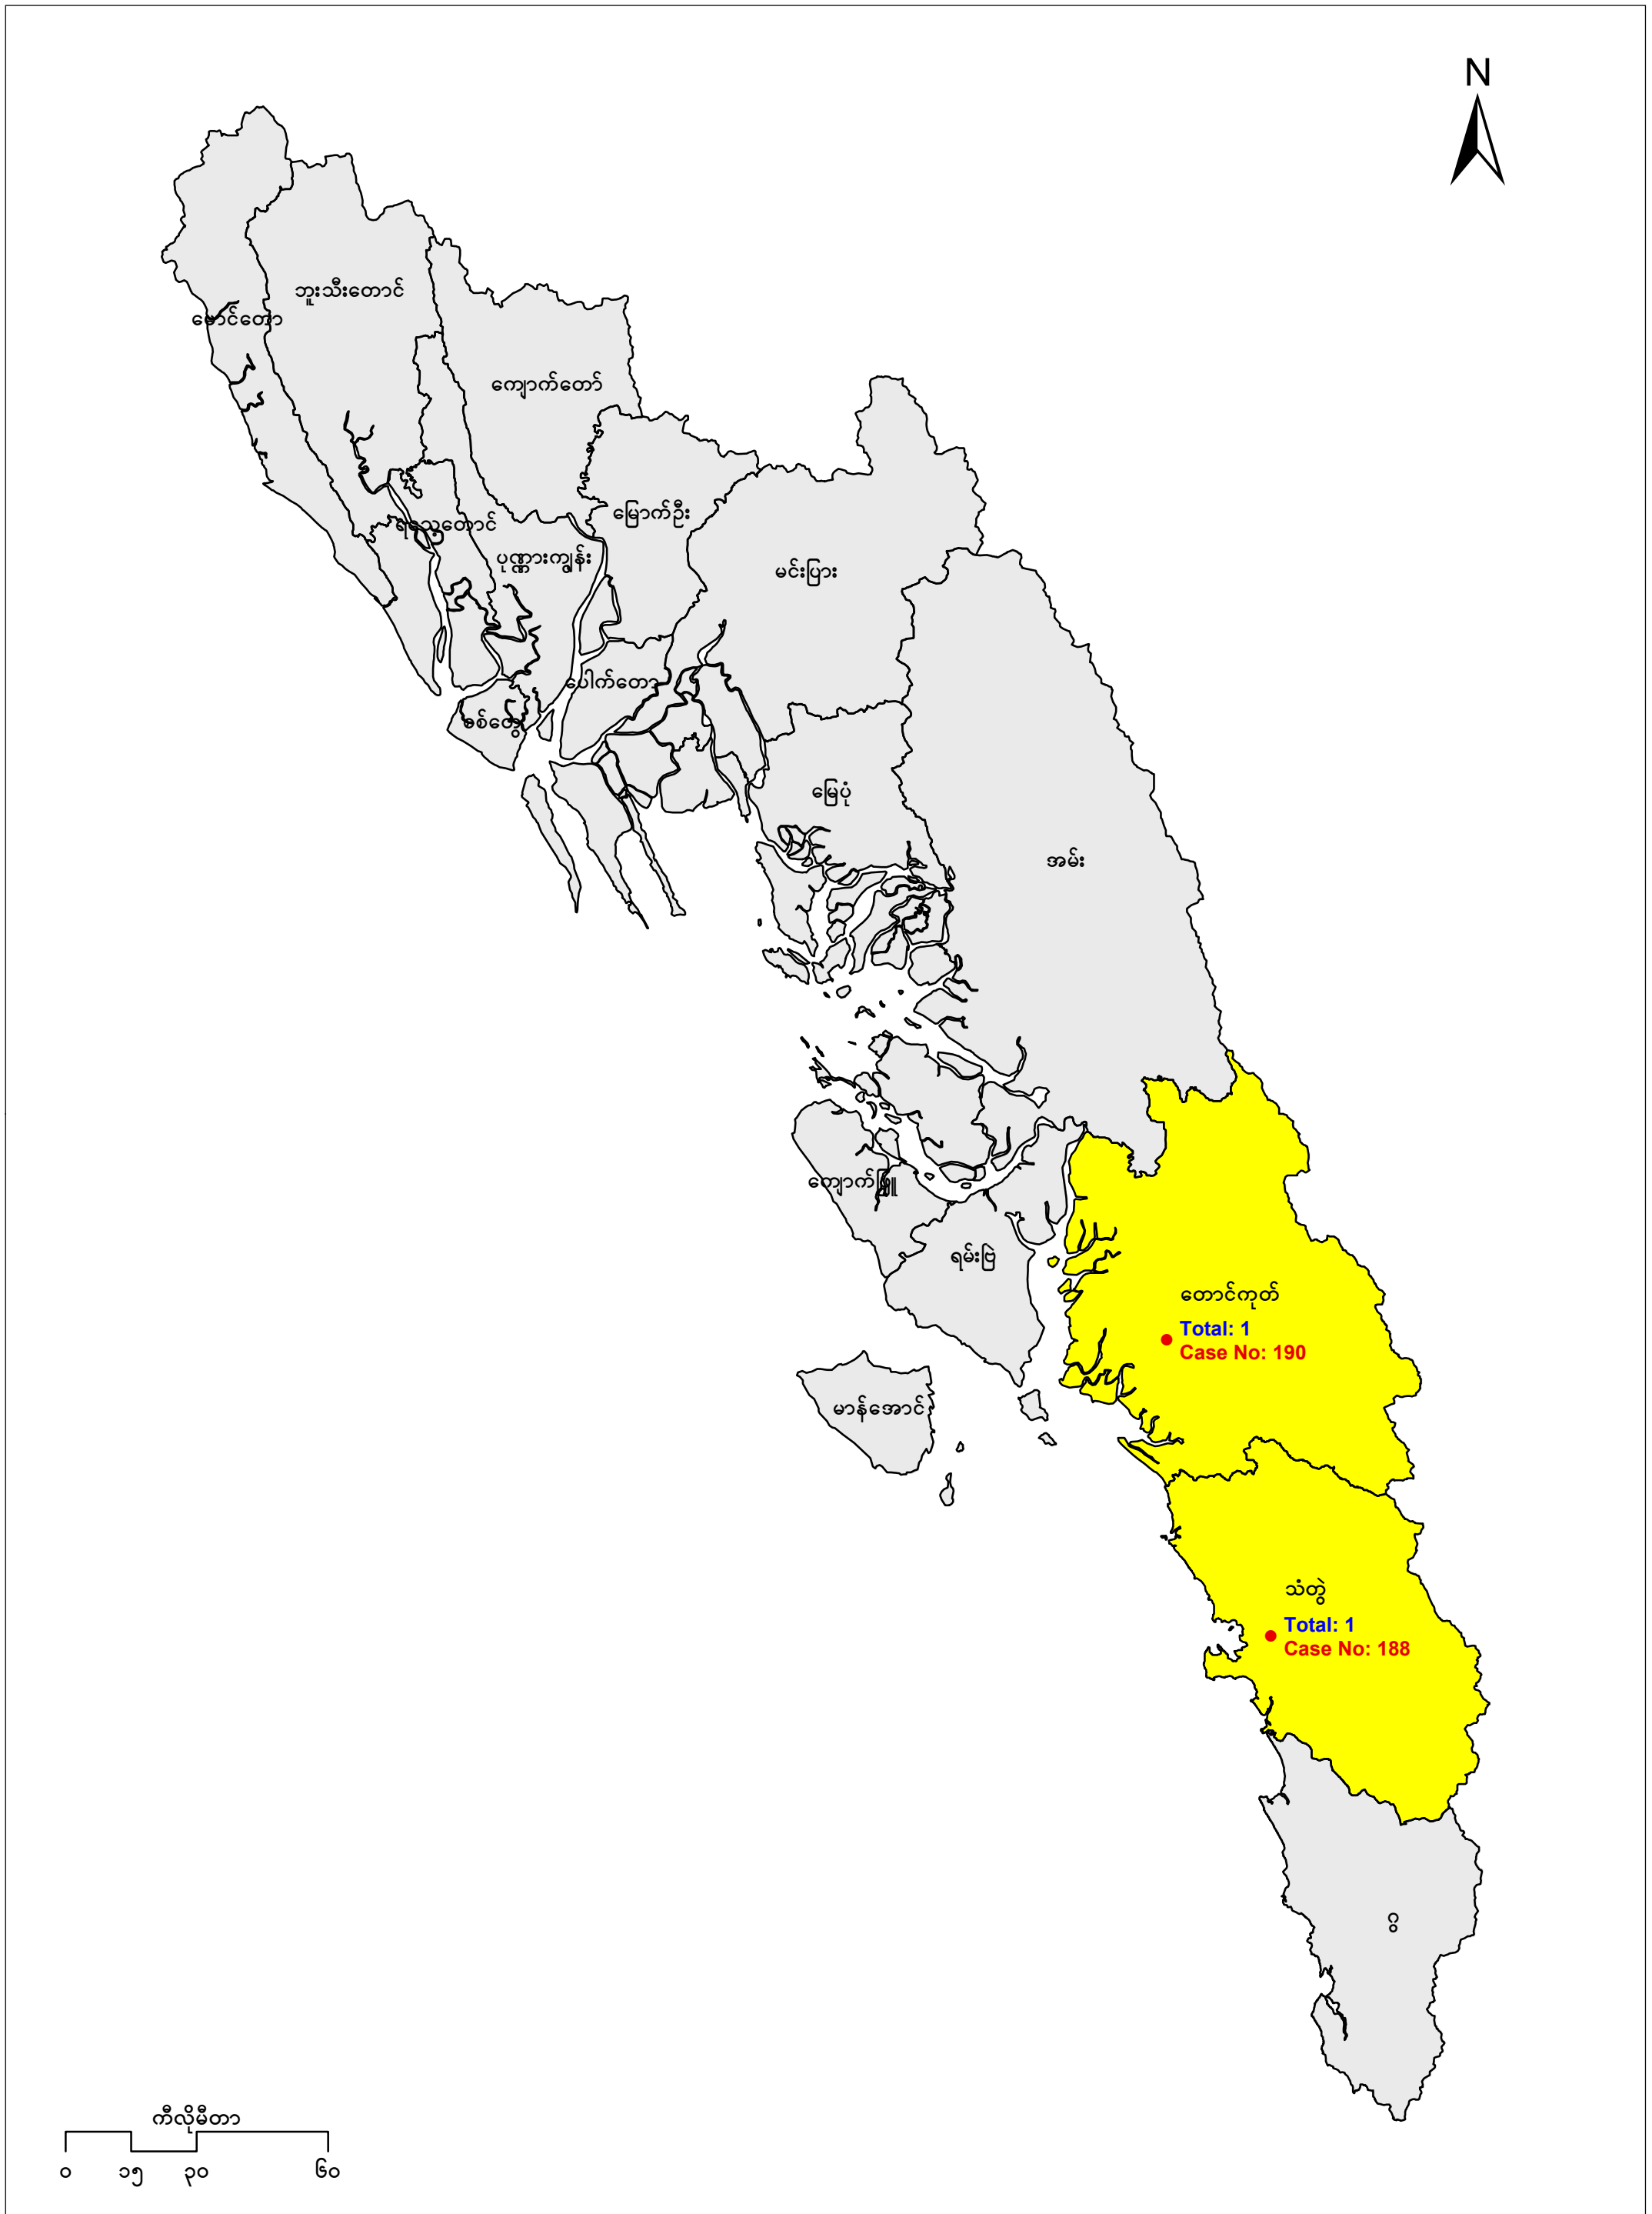 N
ဘူးသီးတောင်
မောင်တော
ကျောက်တော်
မြောက်ဦး
ရသေ့တောင်
ပုဏ္ဏားကျွန်း
မင်းပြား
ပေါက်တော
စစ်တွေ
မြေပုံ
အမ်း
ကျောက်ဖြူ
ရမ်းဗြဲ
တောင်ကုတ်
Total: 1
Case No: 190
မာန်အောင်
သံတွဲ
Total: 1
Case No: 188
ဂွ
ကီလိုမီတာ
၀ ၁၅ ၃၀ ၆၀